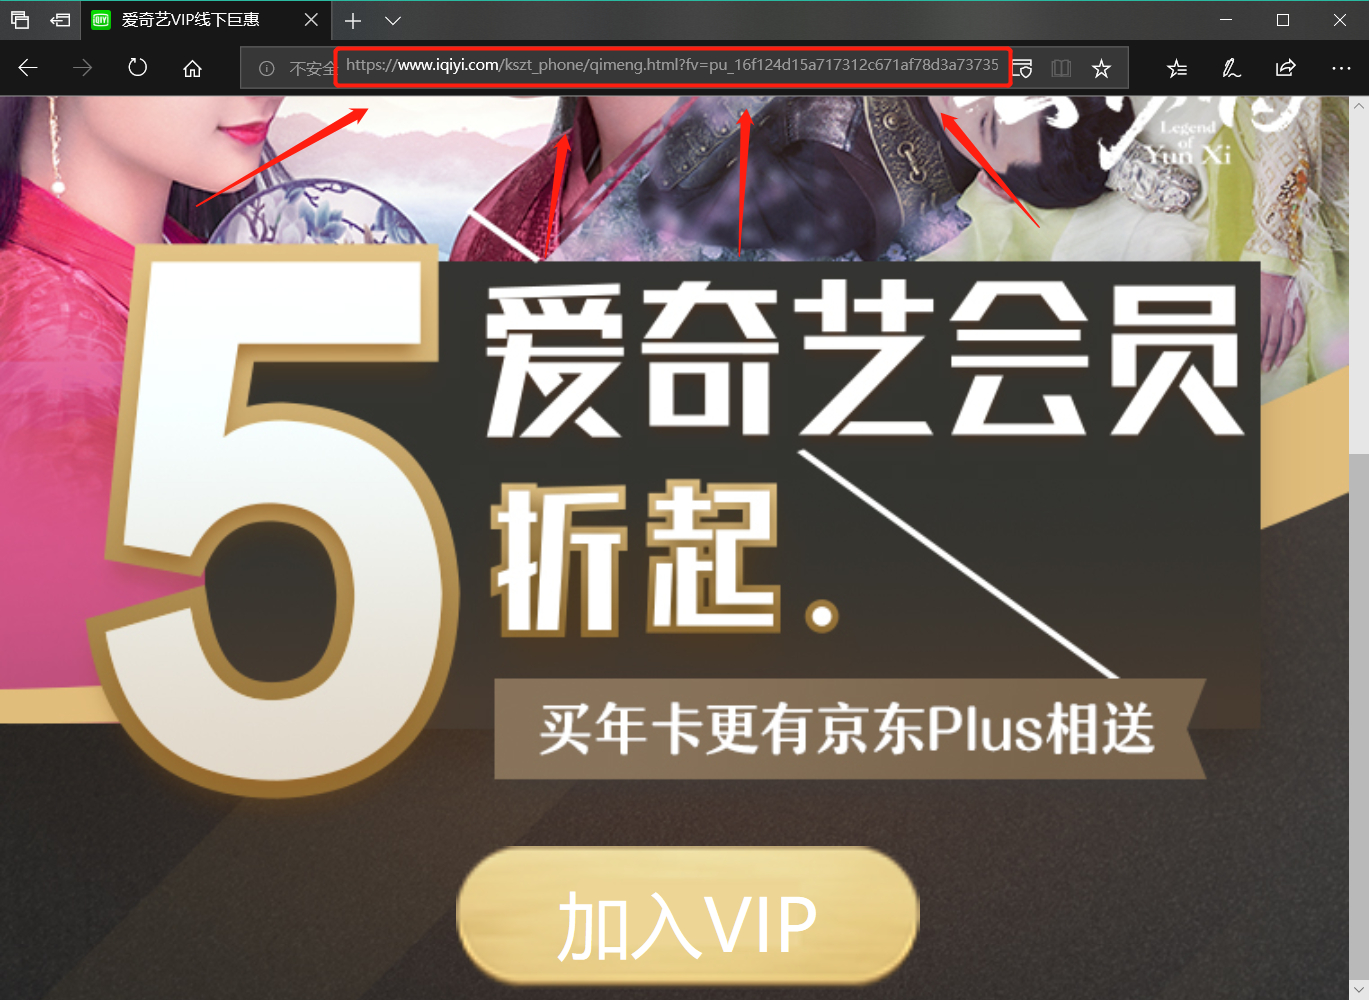 爱奇艺VIP线下巨惠
不安全
https://www.iqiyi.com/kszt_phone/qimeng.html?fv=pu_16f124d15a717312c671af78d3a73735
Legend
of
Yun Xi
5
爱奇艺会员
折起.
买年卡更有京东Plus相送
加入VIP